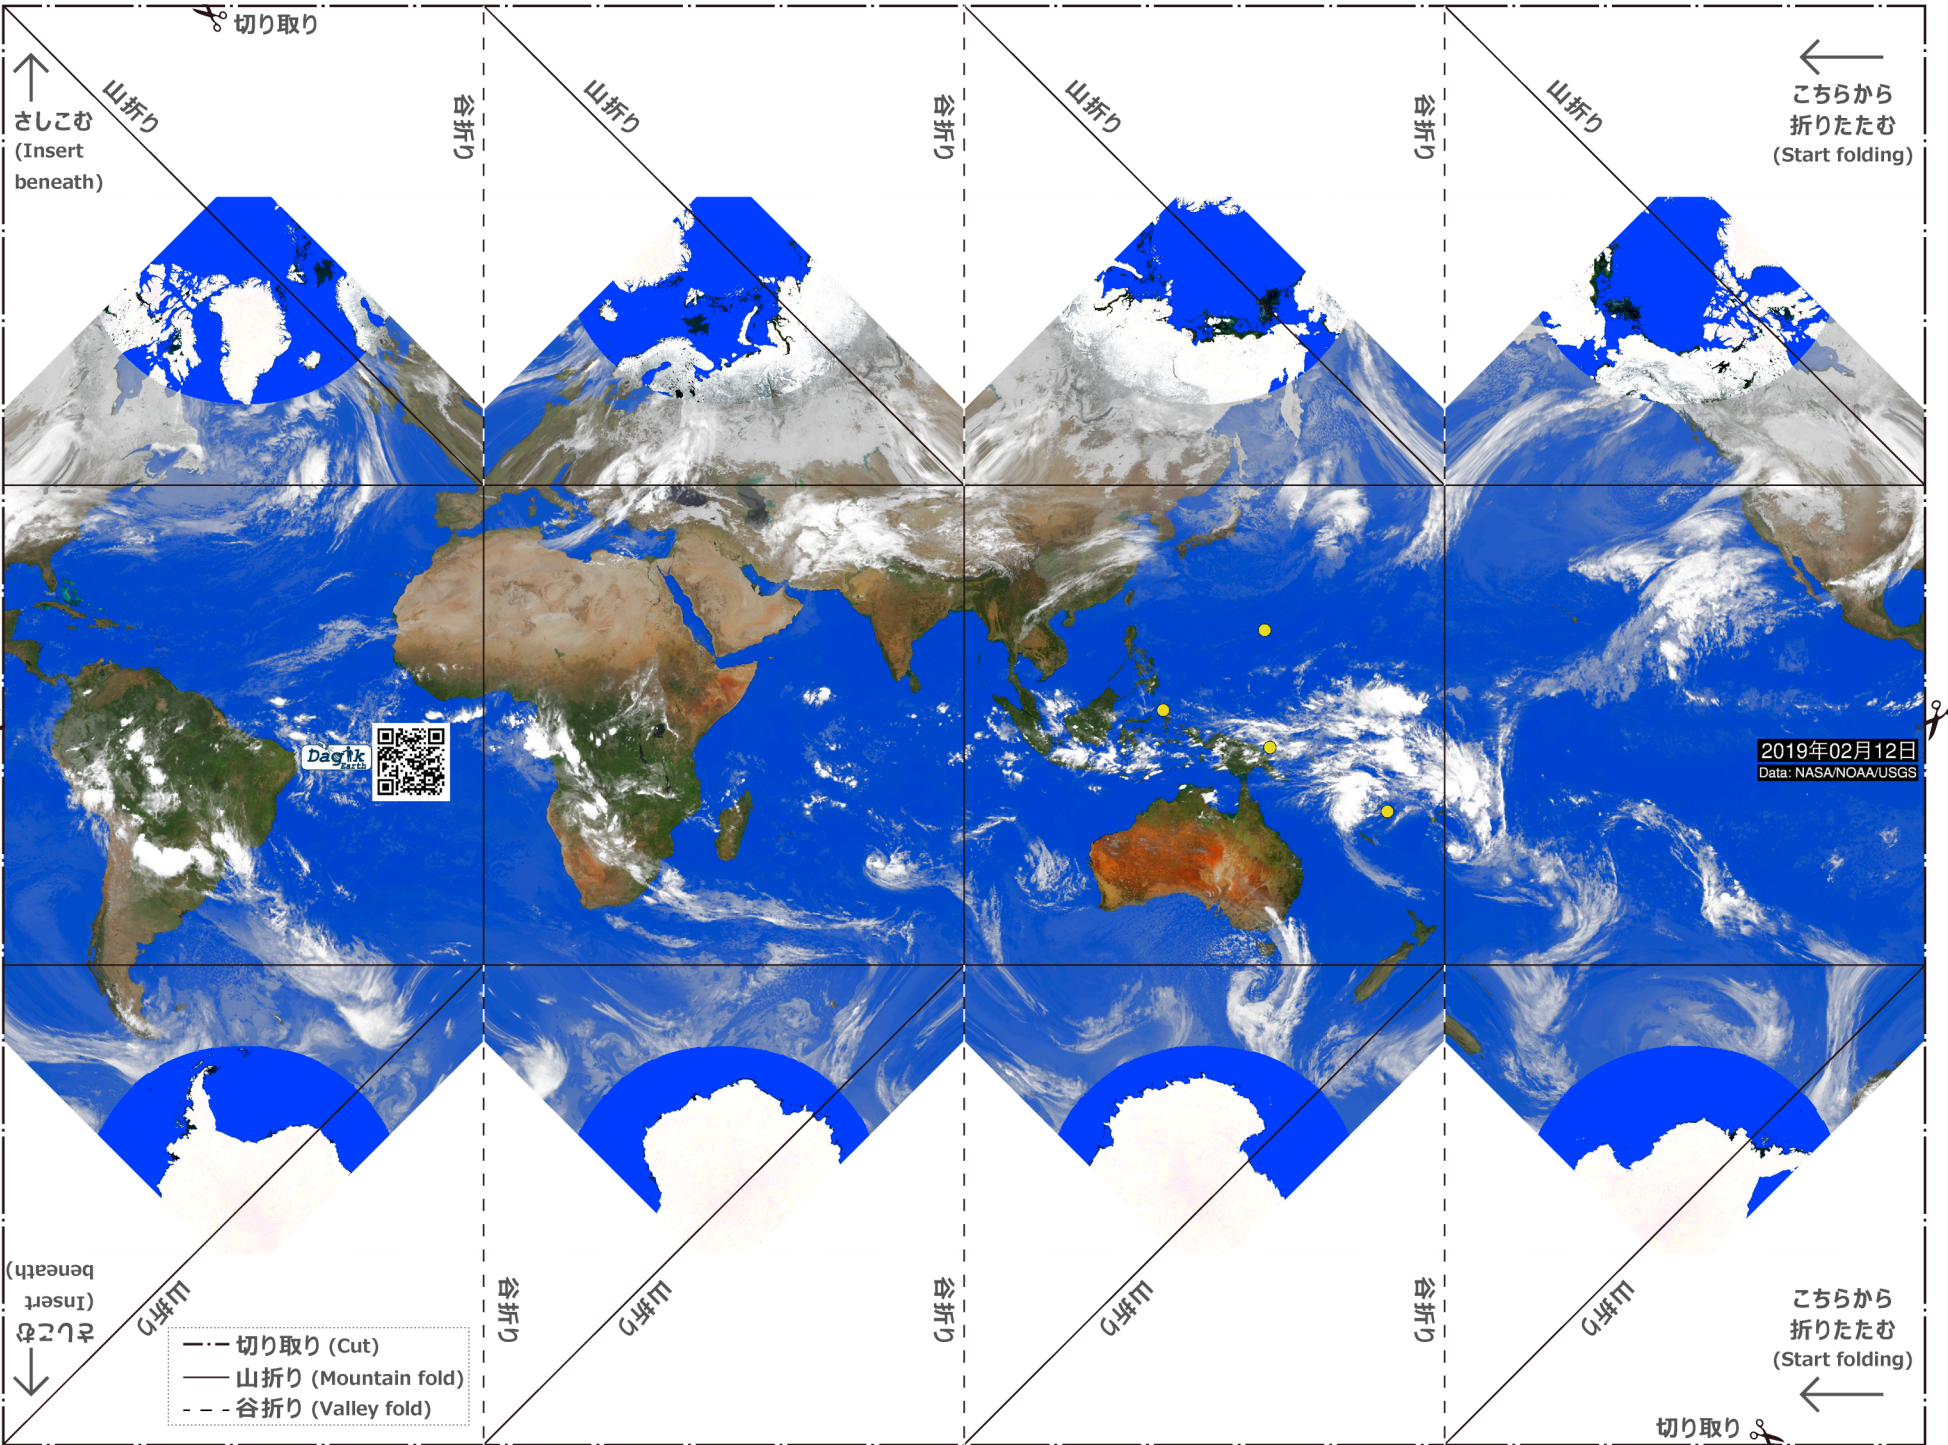 切り取り
さしこむ
(Insert
beneath)
山折り
谷折り
山折り
谷折り
山折り
谷折り
山折り
こちらから
折りたたむ
(Start folding)
Dagik
Earth
2019年02月12日
Data: NASA/NOAA/USGS
さしこむ
(Insert
beneath)
山折り
谷折り
山折り
谷折り
山折り
谷折り
山折り
こちらから
折りたたむ
(Start folding)
切り取り (Cut)
山折り (Mountain fold)
谷折り (Valley fold)
切り取り